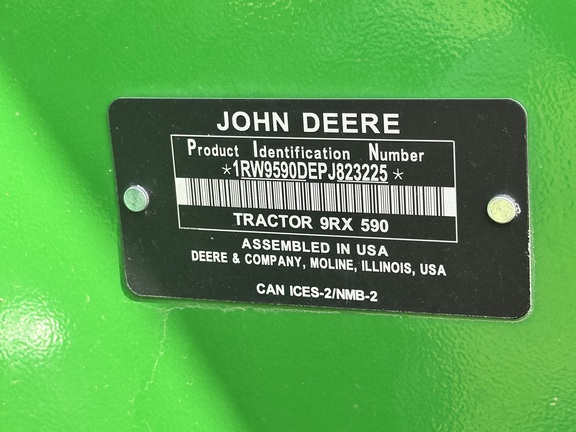 JOHN DEERE
Product Identification Number
*1RW9590DEPJ823225*
TRACTOR 9RX 590
ASSEMBLED IN USA
DEERE & COMPANY, MOLINE, ILLINOIS, USA
CAN ICES-2/NMB-2